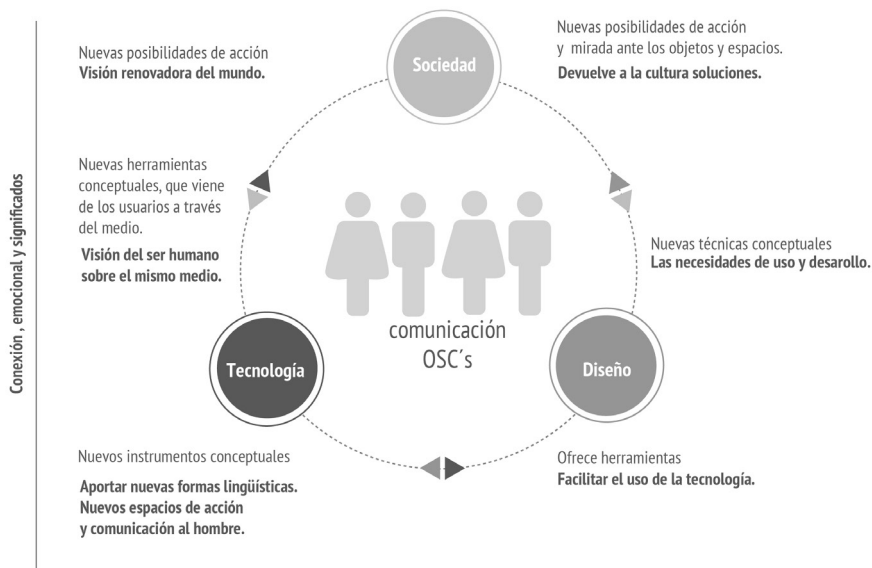 Nuevas posibilidades de acción
Visión renovadora del mundo.
Sociedad
Nuevas posibilidades de acción
y mirada ante los objetos y espacios.
Devuelve a la cultura soluciones.
Conexión , emocional y significados
Nuevas herramientas
conceptuales, que viene
de los usuarios a través
del medio.
Visión del ser humano
sobre el mismo medio.
Nuevas técnicas conceptuales
Las necesidades de uso y desarollo.
comunicación
OSC´s
Tecnología
Diseño
Nuevos instrumentos conceptuales
Aportar nuevas formas lingüísticas.
Nuevos espacios de acción
y comunicación al hombre.
Ofrece herramientas
Facilitar el uso de la tecnología.